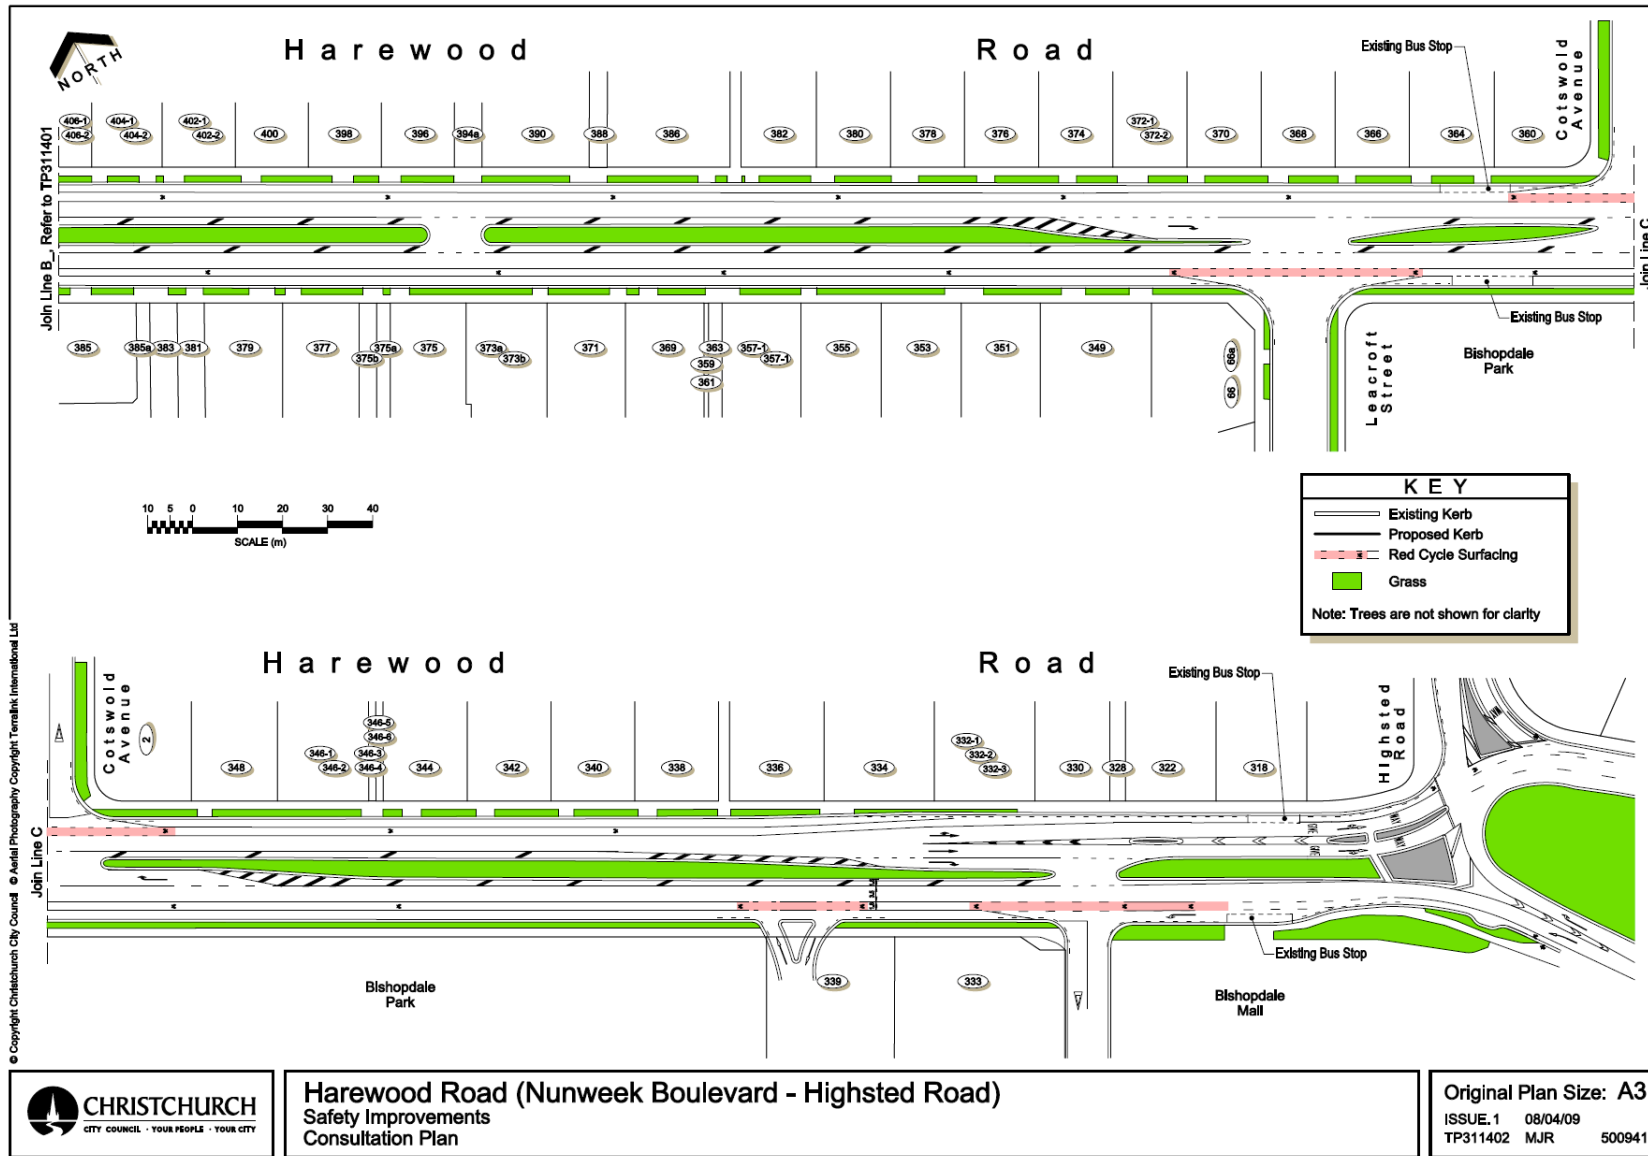 Harewood Road
NORTH
Existing Bus Stop
Cotswold
Avenue
406-1
406-2
404-1
404-2
402-1
402-2
400
398
396
394a
390
388
386
382
380
378
376
374
372-1
372-2
370
368
366
364
360
Join Line B , Refer to TP311401
Join Line C
385
385a
383
381
379
377
375b
375a
375
373a
373b
371
369
363
359
361
357-1
357-1
355
353
351
349
66a
66
Leacroft
Street
Existing Bus Stop
Bishopdale
Park
10 5 0 10 20 30 40
SCALE (m)
KEY
Existing Kerb
Proposed Kerb
Red Cycle Surfacing
Grass
Note: Trees are not shown for clarity
Harewood Road
Existing Bus Stop
Cotswold
Avenue
2
348
346-1
346-2
346-5
346-6
346-3
346-4
344
342
340
338
336
334
332-1
332-2
332-3
330
328
322
318
Highsted
Road
Join Line C
GIVE
WAY
GIVE
WAY
Bishopdale
Park
339
333
Existing Bus Stop
Bishopdale
Mall
© Copyright Christchurch City Council © Aerial Photography Copyright Terralink International Ltd
CHRISTCHURCH
CITY COUNCIL · YOUR PEOPLE · YOUR CITY
Harewood Road (Nunweek Boulevard - Highsted Road)
Safety Improvements
Consultation Plan
Original Plan Size: A3
ISSUE.1 08/04/09
TP311402 MJR 500941